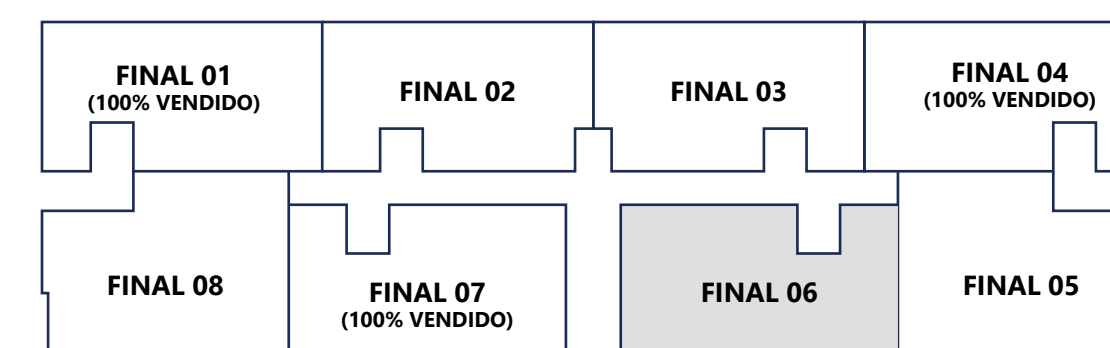 FINAL 01
(100% VENDIDO)
FINAL 02
FINAL 03
FINAL 04
(100% VENDIDO)
FINAL 08
FINAL 07
(100% VENDIDO)
FINAL 06
FINAL 05